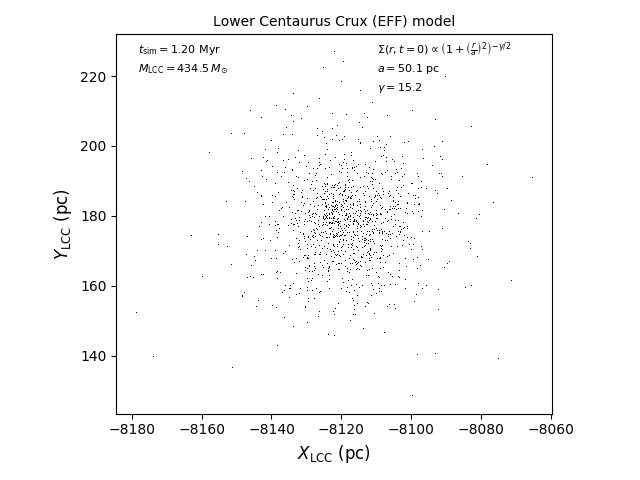 Lower Centaurus Crux (EFF) model
t_sim = 1.20 Myr
M_LCC = 434.5 M_⊙
Σ(r, t = 0) ∝ (1 + (r/a)^2)^{−γ/2}
a = 50.1 pc
γ = 15.2
220
200
180
160
140
Y_LCC (pc)
−8180 −8160 −8140 −8120 −8100 −8080 −8060
X_LCC (pc)